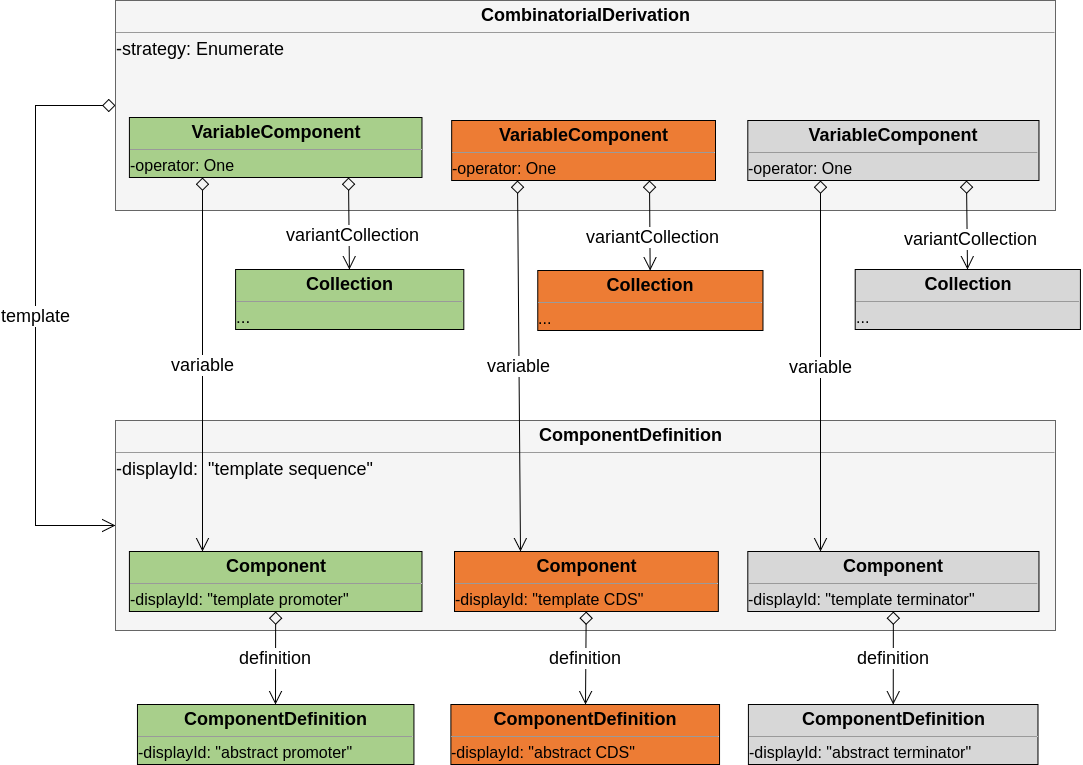 CombinatorialDerivation
-strategy: Enumerate
VariableComponent
-operator: One
VariableComponent
-operator: One
VariableComponent
-operator: One
variantCollection
variantCollection
variantCollection
Collection
...
Collection
...
Collection
...
template
variable
variable
variable
ComponentDefinition
-displayId:  "template sequence"
Component
-displayId: "template promoter"
Component
-displayId: "template CDS"
Component
-displayId: "template terminator"
definition
definition
definition
ComponentDefinition
-displayId: "abstract promoter"
ComponentDefinition
-displayId: "abstract CDS"
ComponentDefinition
-displayId: "abstract terminator"